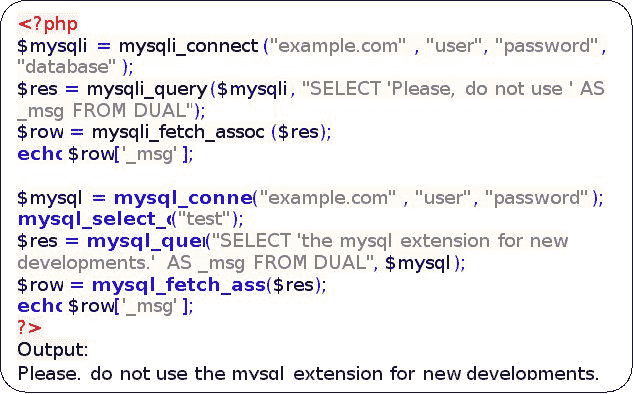 <?php
$mysqli = mysqli_connect ("example.com" , "user", "password",
"database" );
$res = mysqli_query($mysqli, "SELECT 'Please, do not use ' AS
_msg FROM DUAL");
$row = mysqli_fetch_assoc ($res);
echo $row['_msg' ];
$mysql = mysql_conne("example.com" , "user", "password");
mysql_select_d("test");
$res = mysql_quer("SELECT 'the mysql extension for new
developments.'  AS _msg FROM DUAL", $mysql);
$row = mysql_fetch_ass($res);
echo $row['_msg' ];
?>
Output:
Please, do not use the mysql extension for new developments.